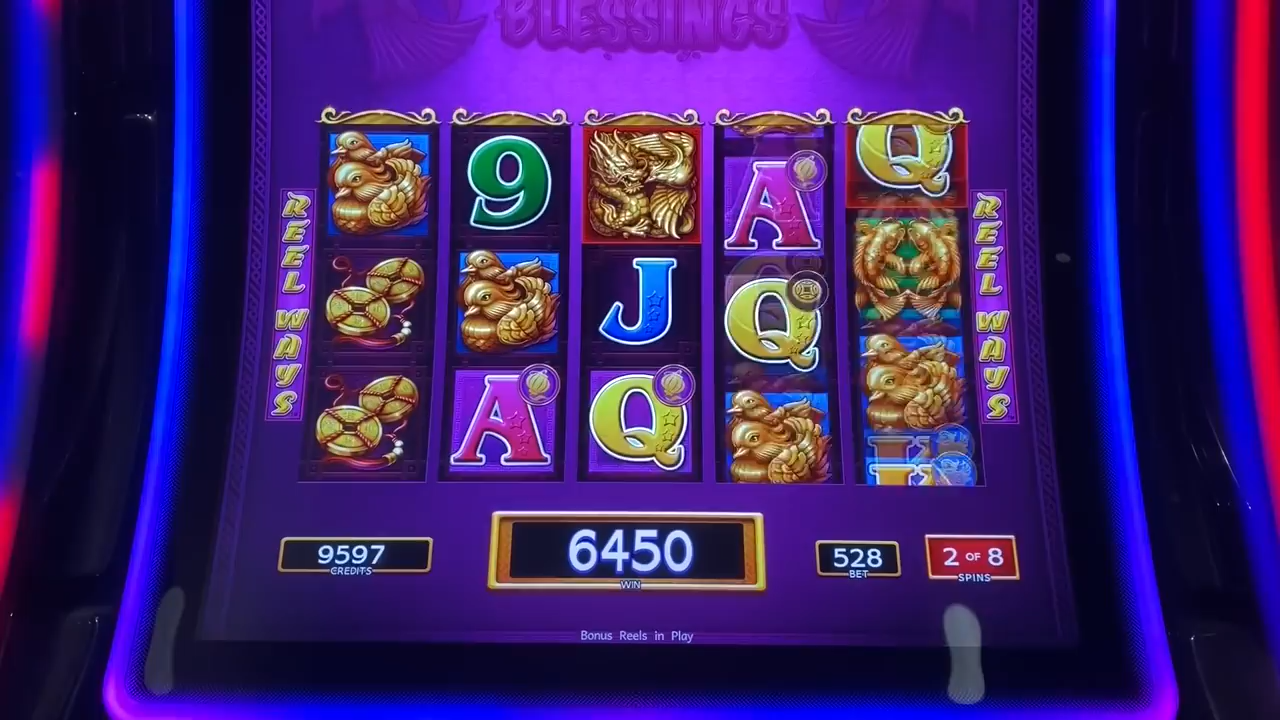 BLESSINGS
9
J
A
Q
A
Q
Q
REEL WAYS
REEL WAYS
9597
CREDITS
6450
WIN
528
BET
2 OF 8
SPINS
Bonus Reels in Play